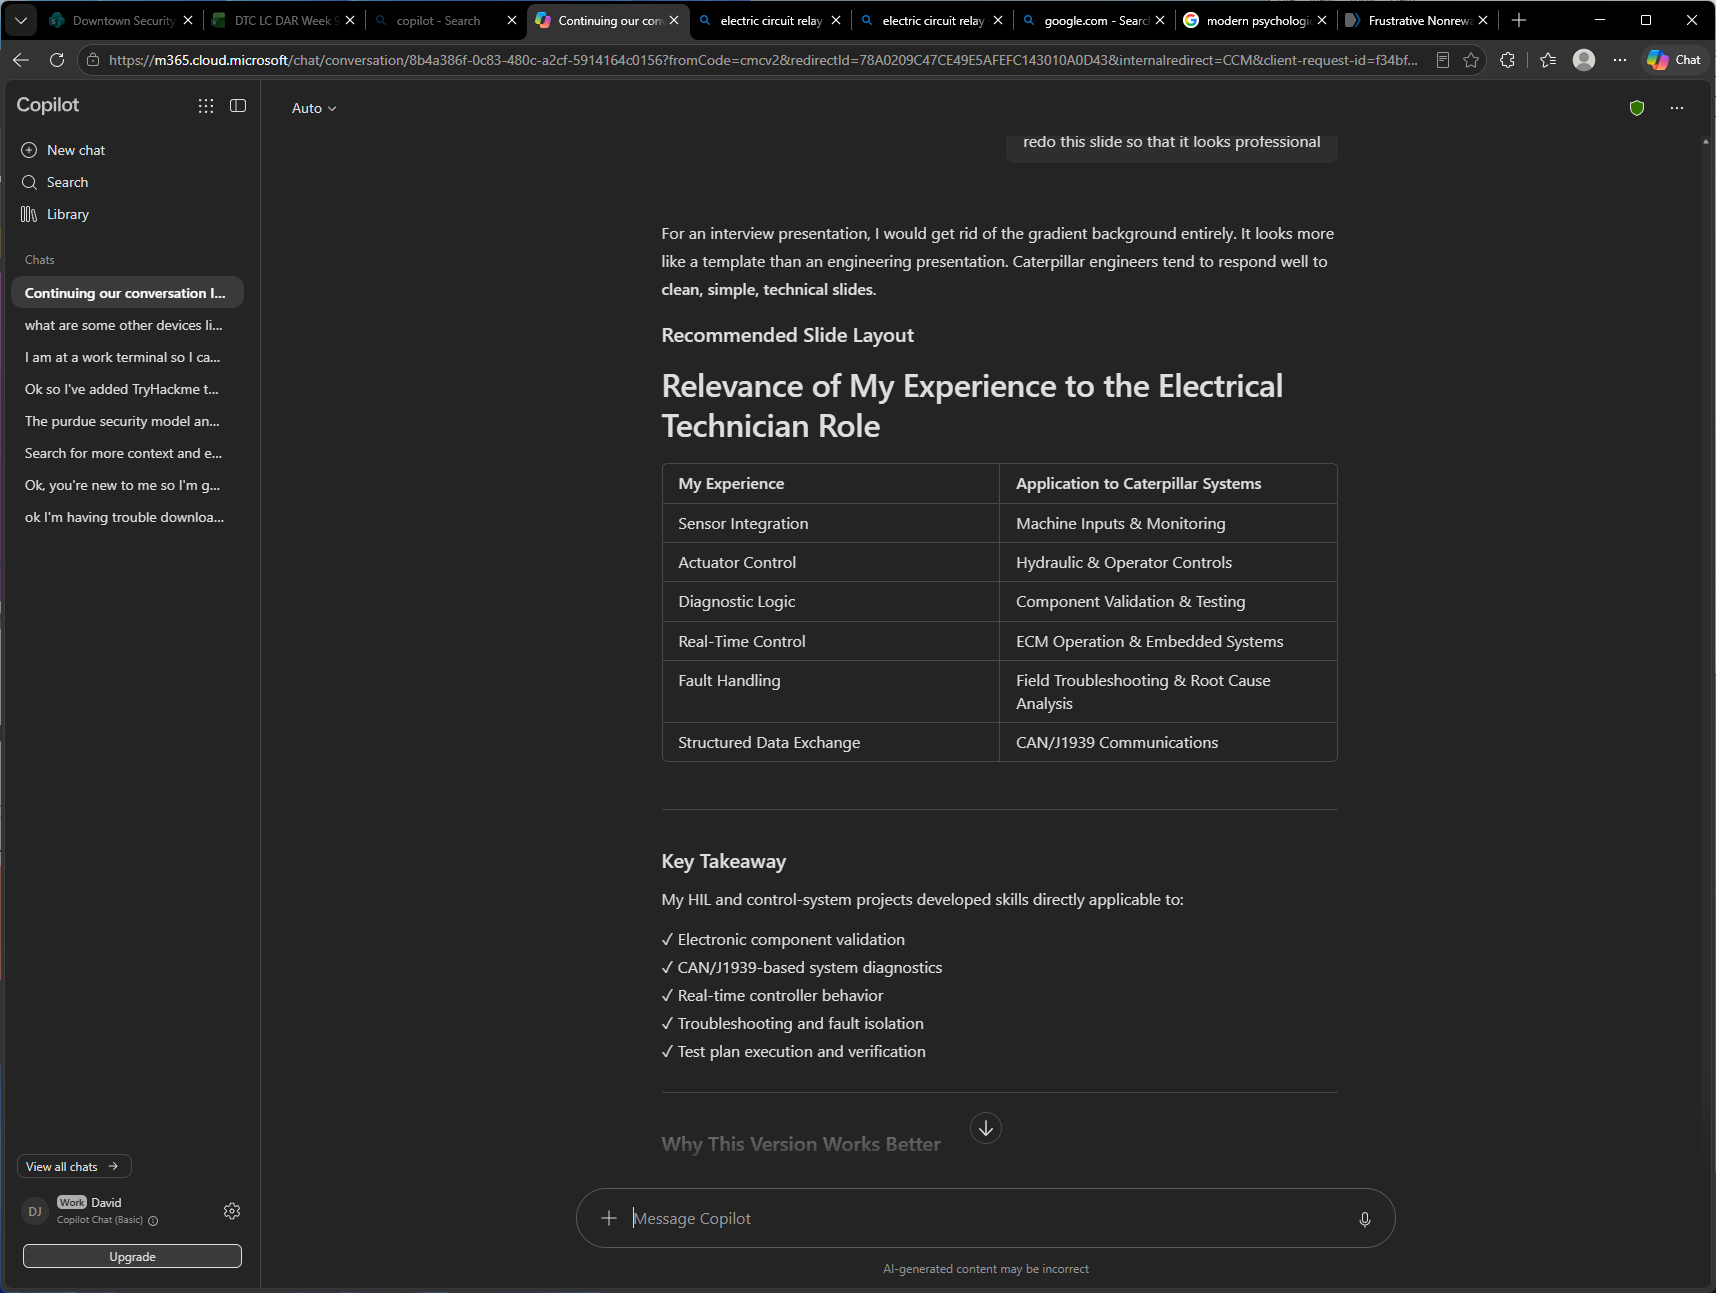 Downtown Security
DTC LC DAR Week 9
copilot - Search
Continuing our con
electric circuit relay
electric circuit relay
google.com - Searc
modern psychologi
Frustrative Nonrewa
https://m365.cloud.microsoft/chat/conversation/8b4a386f-0c83-480c-a2cf-5914164c0156?fromCode=cmcv2&redirectId=78A0209C47CE49E5AFEFC143010A0D43&internalredirect=CCM&client-request-id=f34bf...
Chat
Copilot
New chat
Search
Library
Chats
Continuing our conversation I...
what are some other devices li...
I am at a work terminal so I ca...
Ok so I've added TryHackme t...
The purdue security model an...
Search for more context and e...
Ok, you're new to me so I'm g...
ok I'm having trouble downloa...
View all chats →
DJ
Work David
Copilot Chat (Basic)
Upgrade
Auto
redo this slide so that it looks professional
For an interview presentation, I would get rid of the gradient background entirely. It looks more
like a template than an engineering presentation. Caterpillar engineers tend to respond well to
clean, simple, technical slides.
Recommended Slide Layout
Relevance of My Experience to the Electrical
Technician Role
My Experience Application to Caterpillar Systems
Sensor Integration Machine Inputs & Monitoring
Actuator Control Hydraulic & Operator Controls
Diagnostic Logic Component Validation & Testing
Real-Time Control ECM Operation & Embedded Systems
Fault Handling Field Troubleshooting & Root Cause
Analysis
Structured Data Exchange CAN/J1939 Communications
Key Takeaway
My HIL and control-system projects developed skills directly applicable to:
✓ Electronic component validation
✓ CAN/J1939-based system diagnostics
✓ Real-time controller behavior
✓ Troubleshooting and fault isolation
✓ Test plan execution and verification
Why This Version Works Better
Message Copilot
AI-generated content may be incorrect